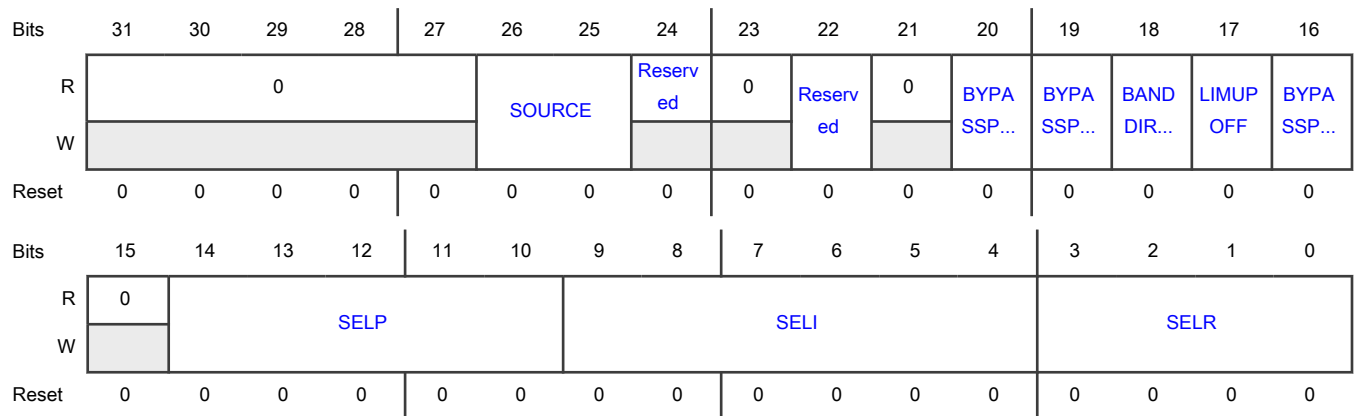 Bits 31 30 29 28 27 26 25 24 23 22 21 20 19 18 17 16
R 0 SOURCE Reserv ed 0 Reserv ed 0 BYPA SSP... BYPA SSP... BAND DIR... LIMUP OFF BYPA SSP...
W
Reset 0 0 0 0 0 0 0 0 0 0 0 0 0 0 0 0
Bits 15 14 13 12 11 10 9 8 7 6 5 4 3 2 1 0
R 0 SELP SELI SELR
W
Reset 0 0 0 0 0 0 0 0 0 0 0 0 0 0 0 0